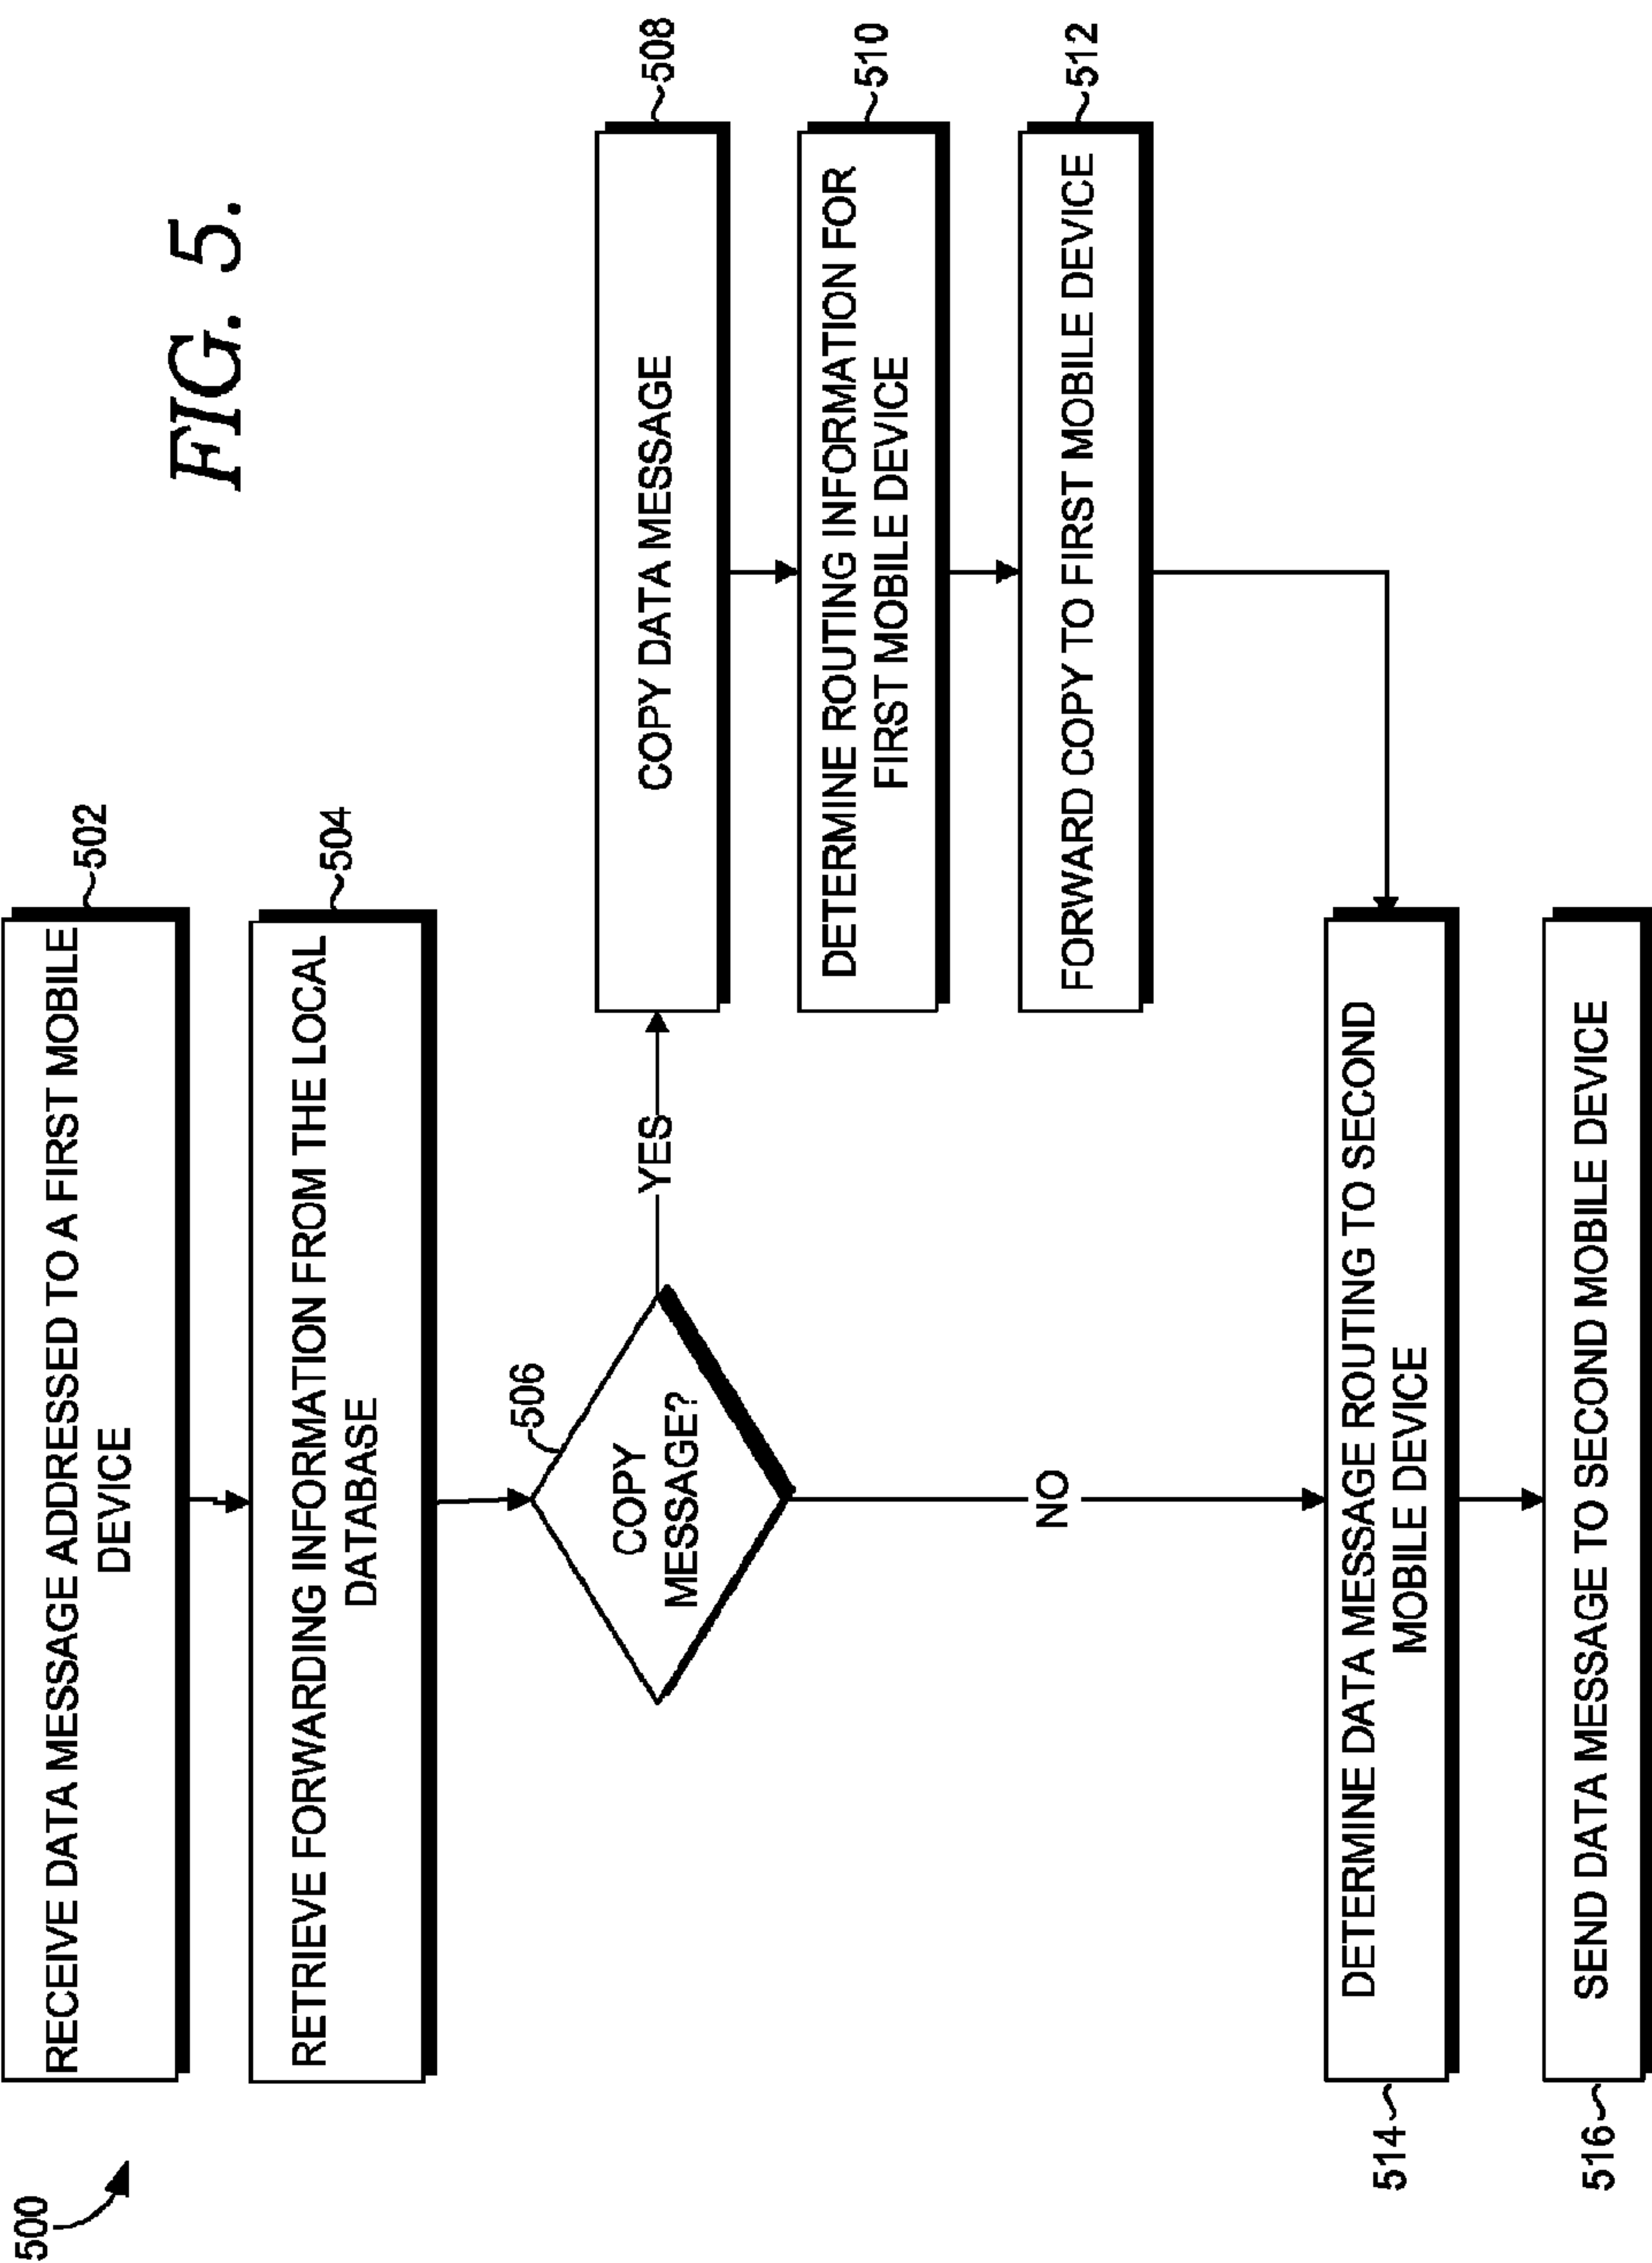 500
RECEIVE DATA MESSAGE ADDRESSED TO A FIRST MOBILE
DEVICE
502
RETRIEVE FORWARDING INFORMATION FROM THE LOCAL
DATABASE
504
FIG. 5.
506
COPY
MESSAGE?
YES
COPY DATA MESSAGE
508
DETERMINE ROUTING INFORMATION FOR
FIRST MOBILE DEVICE
510
FORWARD COPY TO FIRST MOBILE DEVICE
512
NO
514
DETERMINE DATA MESSAGE ROUTING TO SECOND
MOBILE DEVICE
516
SEND DATA MESSAGE TO SECOND MOBILE DEVICE